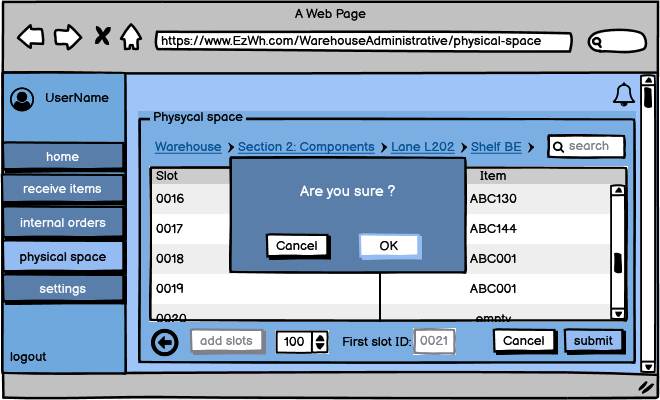 A Web Page
https://www.EzWh.com/WarehouseAdministrative/physical-space
UserName
home
receive items
internal orders
physical space
settings
logout
Physycal space
Warehouse Section 2: Components Lane L202 Shelf BE
search
Slot Item
0016 ABC130
0017 ABC144
0018 ABC001
0019 ABC001
0020 empty
Are you sure ?
Cancel OK
add slots 100 First slot ID: 0021 Cancel submit